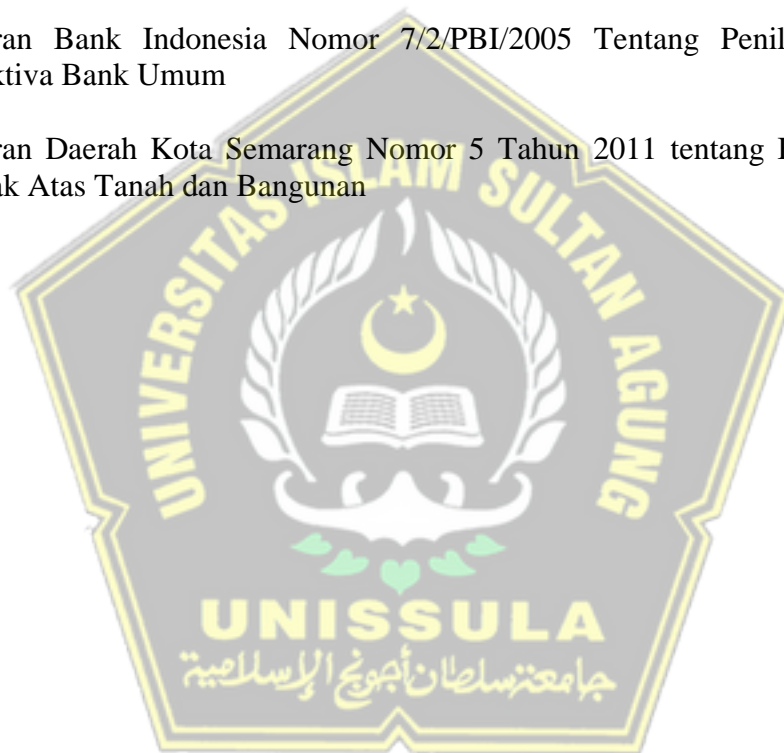 ran Bank Indonesia Nomor 7/2/PBI/2005 Tentang Penil
ktiva Bank Umum
ran Daerah Kota Semarang Nomor 5 Tahun 2011 tentang
ak Atas Tanah dan Bangunan
UNIVERSITAS ISLAM SULTAN AGUNG
UNISSULA
جامعة سلطان أجونج الإسلامية